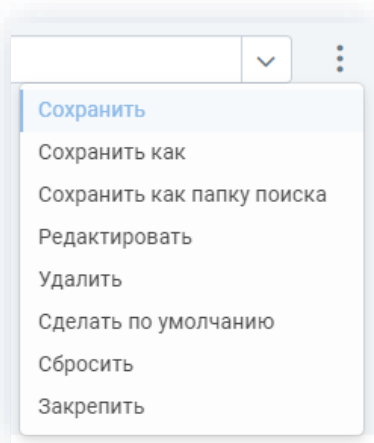 Сохранить
Сохранить как
Сохранить как папку поиска
Редактировать
Удалить
Сделать по умолчанию
Сбросить
Закрепить